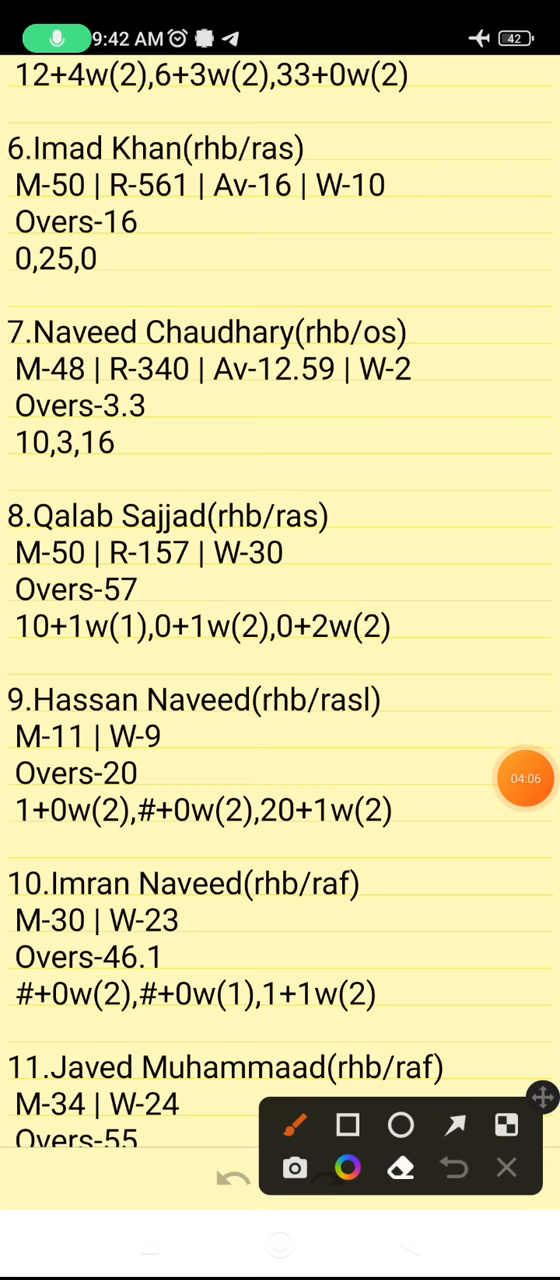 9:42 AM
42
12+4w(2),6+3w(2),33+0w(2)
6.Imad Khan(rhb/ras)
M-50 | R-561 | Av-16 | W-10
Overs-16
0,25,0
7.Naveed Chaudhary(rhb/os)
M-48 | R-340 | Av-12.59 | W-2
Overs-3.3
10,3,16
8.Qalab Sajjad(rhb/ras)
M-50 | R-157 | W-30
Overs-57
10+1w(1),0+1w(2),0+2w(2)
9.Hassan Naveed(rhb/rasl)
M-11 | W-9
Overs-20
04:06
1+0w(2),#+0w(2),20+1w(2)
10.Imran Naveed(rhb/raf)
M-30 | W-23
Overs-46.1
#+0w(2),#+0w(1),1+1w(2)
11.Javed Muhammaad(rhb/raf)
M-34 | W-24
Overs-55